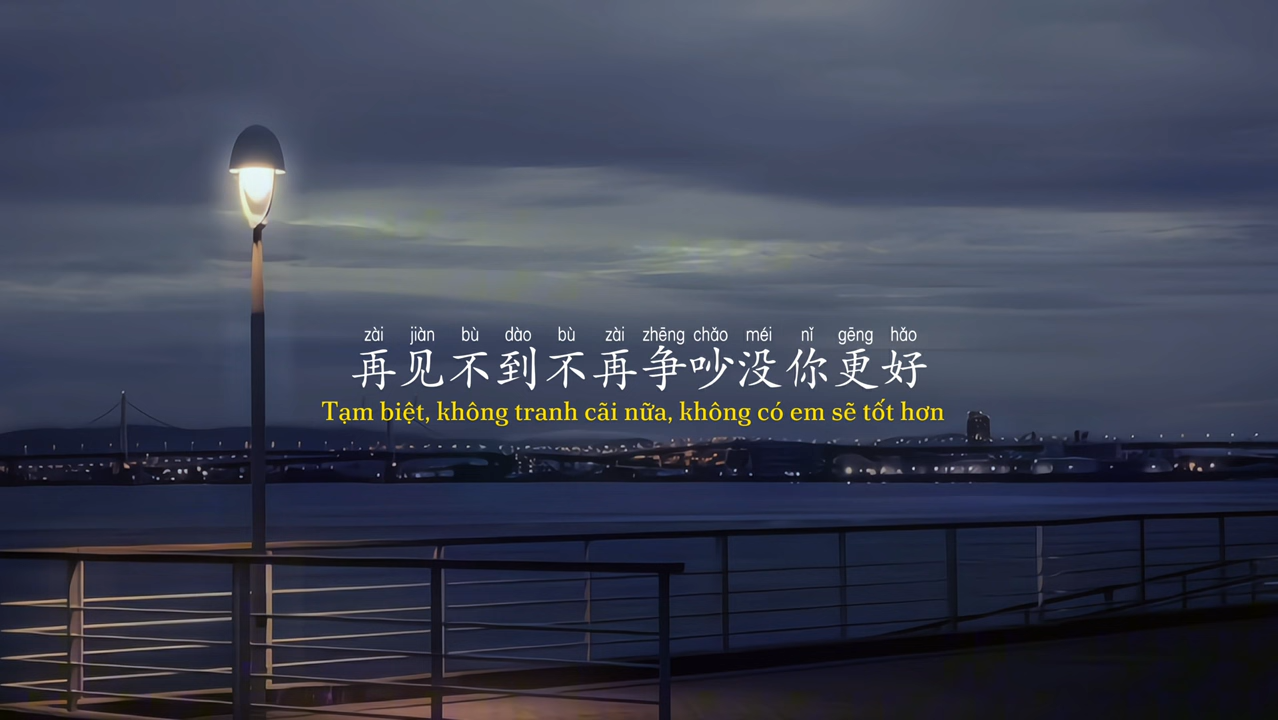 zài jiàn bù dào bù zài zhēng chǎo méi nǐ gēng hǎo
再见不到不再争吵没你更好
Tạm biệt, không tranh cãi nữa, không có em sẽ tốt hơn